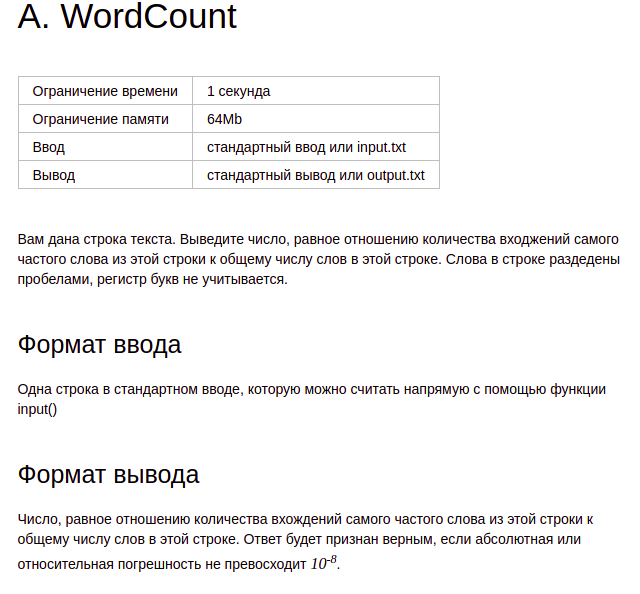 A. WordCount
Ограничение времени 1 секунда
Ограничение памяти 64Mb
Ввод стандартный ввод или input.txt
Вывод стандартный вывод или output.txt
Вам дана строка текста. Выведите число, равное отношению количества входжений самого
частого слова из этой строки к общему числу слов в этой строке. Слова в строке раздедены
пробелами, регистр букв не учитывается.
Формат ввода
Одна строка в стандартном вводе, которую можно считать напрямую с помощью функции
input()
Формат вывода
Число, равное отношению количества вхождений самого частого слова из этой строки к
общему числу слов в этой строке. Ответ будет признан верным, если абсолютная или
относительная погрешность не превосходит 10⁻⁸.